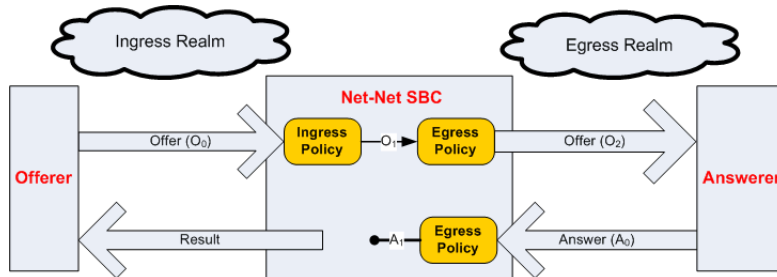 Ingress Realm
Egress Realm
Net-Net SBC
Offerer
Offer (O₀)
Ingress
Policy
O₁
Egress
Policy
Offer (O₂)
Answerer
Result
A₁
Egress
Policy
Answer (A₀)